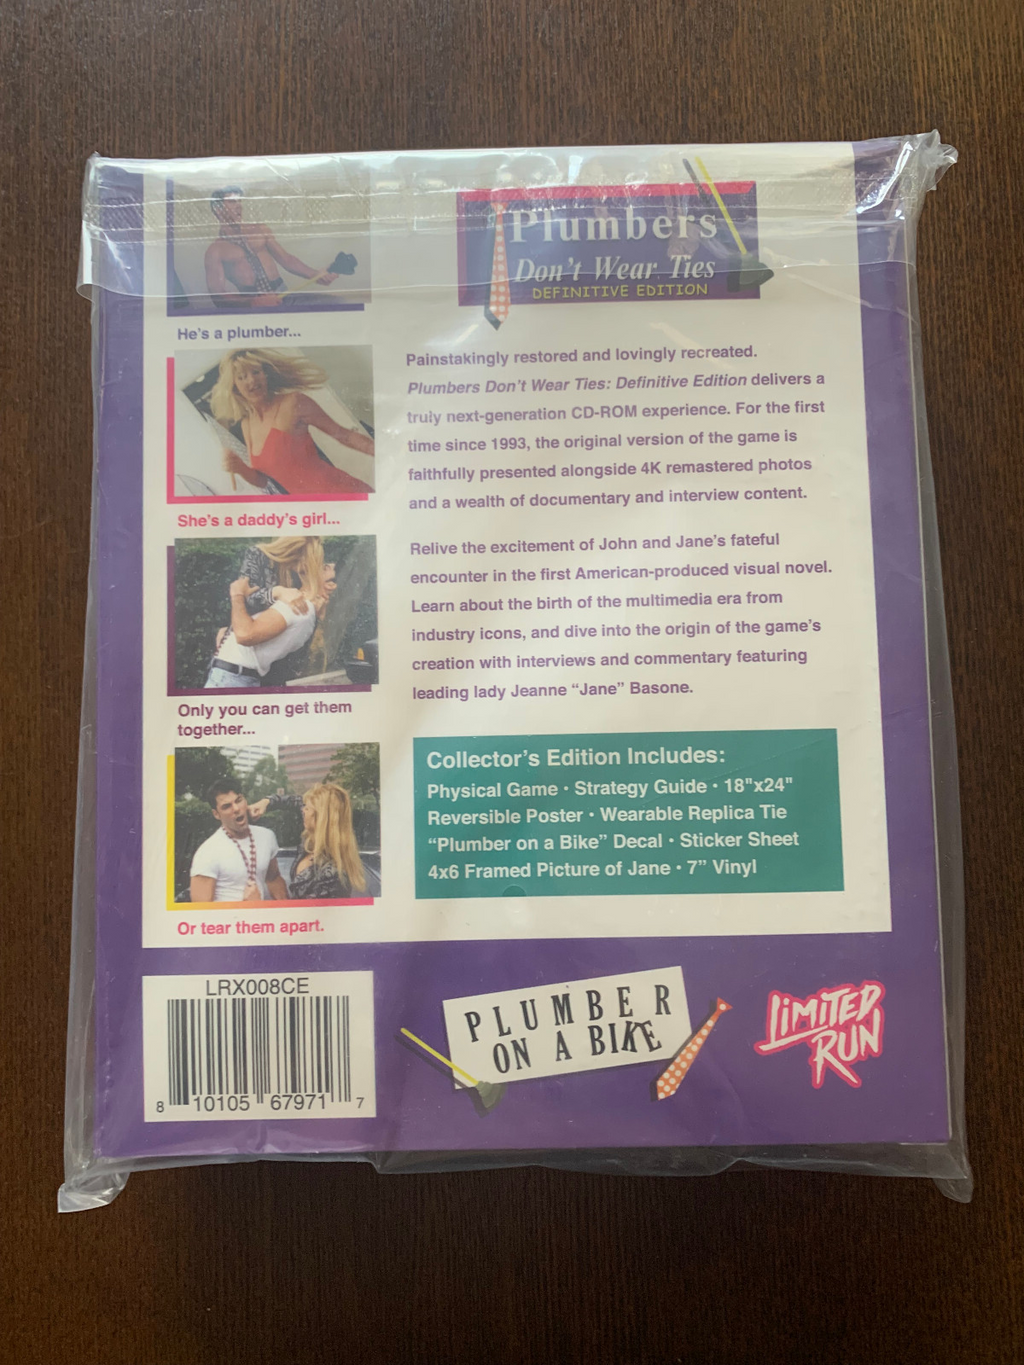 Plumbers
Don't Wear Ties
DEFINITIVE EDITION
He's a plumber...
She's a daddy's girl...
Only you can get them
together...
Or tear them apart.
Painstakingly restored and lovingly recreated.
Plumbers Don't Wear Ties: Definitive Edition delivers a
truly next-generation CD-ROM experience. For the first
time since 1993, the original version of the game is
faithfully presented alongside 4K remastered photos
and a wealth of documentary and interview content.
Relive the excitement of John and Jane's fateful
encounter in the first American-produced visual novel.
Learn about the birth of the multimedia era from
industry icons, and dive into the origin of the game's
creation with interviews and commentary featuring
leading lady Jeanne “Jane” Basone.
Collector's Edition Includes:
Physical Game • Strategy Guide • 18"x24"
Reversible Poster • Wearable Replica Tie
“Plumber on a Bike” Decal • Sticker Sheet
4x6 Framed Picture of Jane • 7” Vinyl
LRX008CE
8 10105 67971 7
PLUMBER
ON A BIKE
LIMITED
RUN